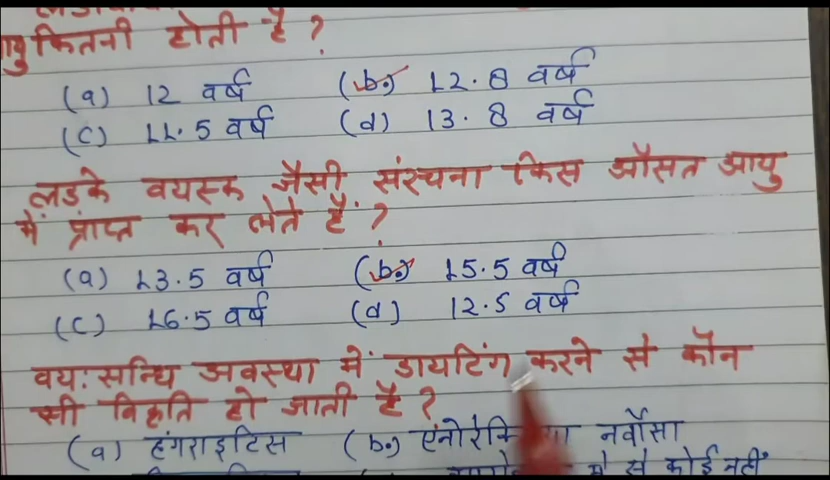 कितनी होती है ?
(a) 12 वर्ष (b.) 12.8 वर्ष
(C) 11.5 वर्ष (d) 13.8 वर्ष
लड़के वयस्क जैसी संरचना किस औसत आयु
में प्राप्त कर लेते हैं ?
(a) 13.5 वर्ष (b.) 15.5 वर्ष
(C) 16.5 वर्ष (d) 12.5 वर्ष
वय: सन्धि अवस्था में डायटिंग करने से कौन
सी विकृति हो जाती है ?
(a) हंगराइटिस (b.) नर्वोसा
में से कोई नहीं